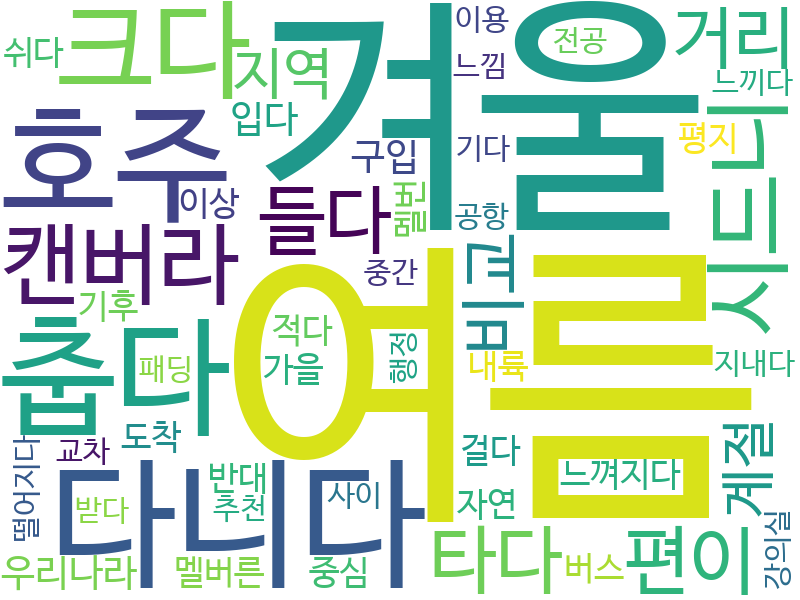 쉬다
크다
지역
겨울
이용
전공
거리
느낌
느끼다
호주
입다
구입
기다
평지
시드니
이상
들다
멜번
공항
캔버라
중간
비교
기후
춥다
패딩
적다
가을
여름
행정
내륙
지내다
떨어지다
교차
도착
걸다
느껴지다
계절
다니다
반대
사이
받다
추천
자연
강의실
우리나라
멜버른
중심
타다
버스
편이